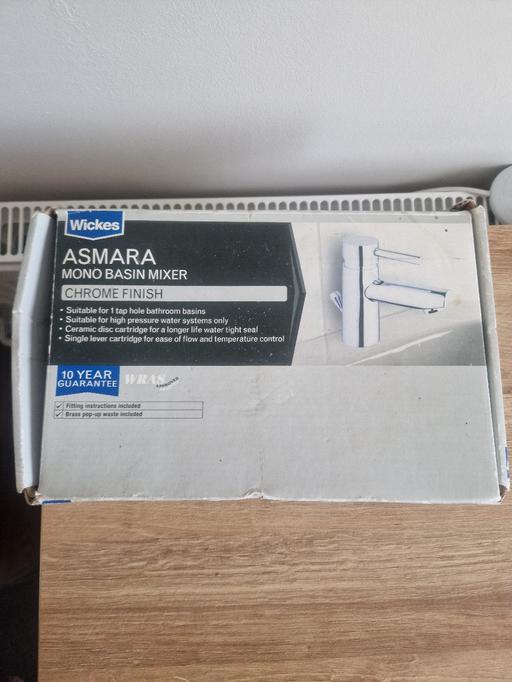 Wickes
ASMARA
MONO BASIN MIXER
CHROME FINISH
• Suitable for 1 tap hole bathroom basins
• Suitable for high pressure water systems only
• Ceramic disc cartridge for a longer life water tight seal
• Single lever cartridge for ease of flow and temperature control
10 YEAR
GUARANTEE
WRAS
APPROVED
✓ Fitting instructions included
✓ Brass pop-up waste included